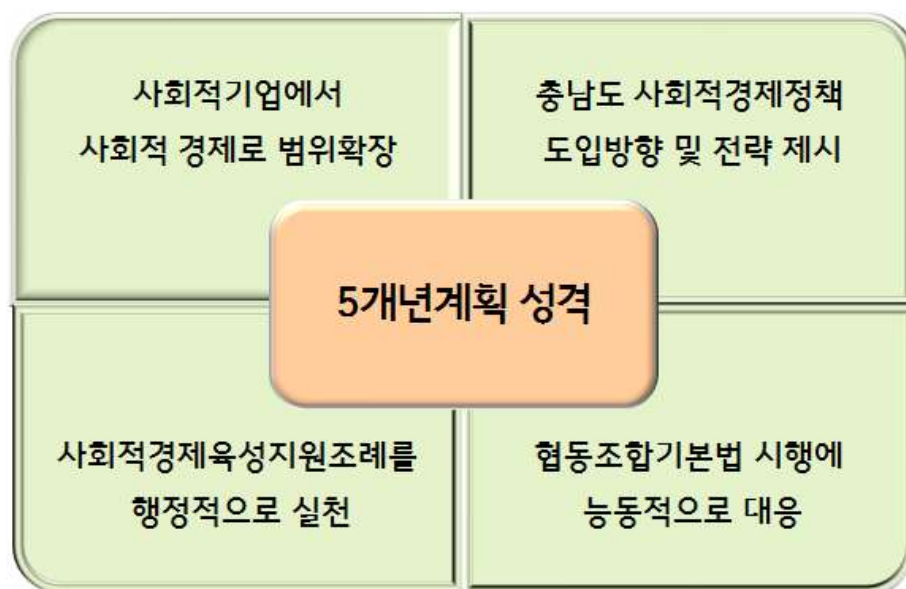 사회적기업에서
사회적 경제로 범위확장
충남도 사회적경제정책
도입방향 및 전략 제시
5개년계획 성격
사회적경제육성지원조례를
행정적으로 실천
협동조합기본법 시행에
능동적으로 대응